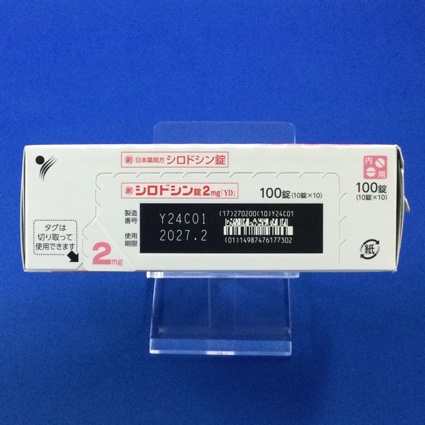 劇 日本薬局方 シロドシン錠
劇 シロドシン錠2mg「YD」
100錠(10錠×10)
内用
100錠
(10錠×10)
製造番号
Y24C01
使用期限
2027.2
(17)270200(10)Y24C01
(01)14987476177302
タグは
切り取って
使用できます
2mg
紙